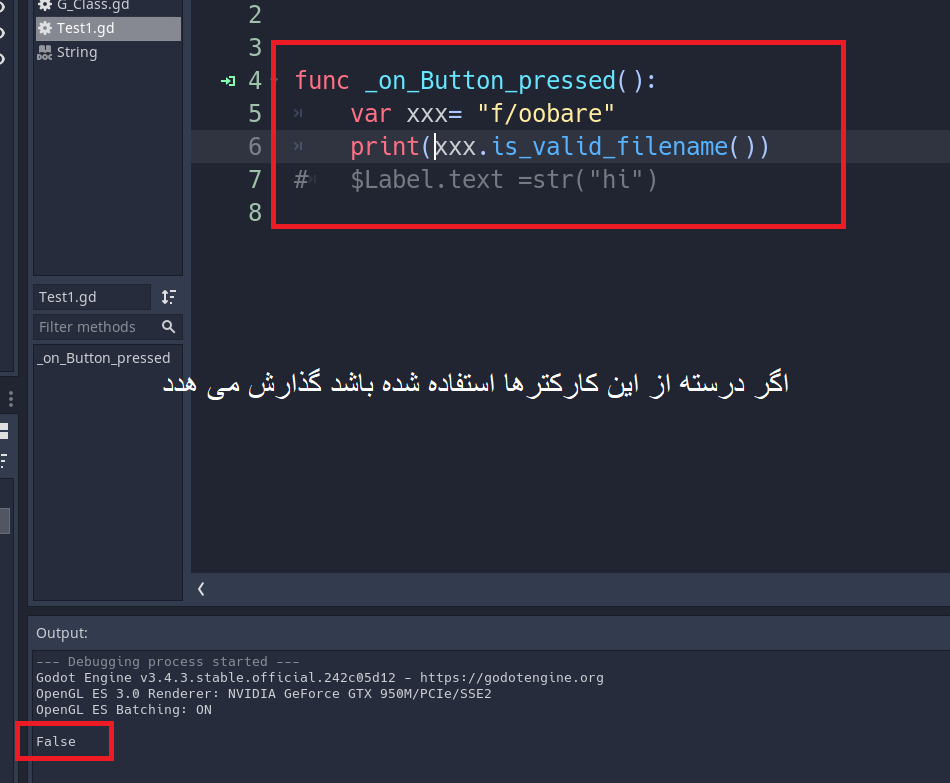 G_Class.gd
Test1.gd
String
Test1.gd
Filter methods
_on_Button_pressed
2
3
4 func _on_Button_pressed():
5 var xxx= "f/oobare"
6 print(xxx.is_valid_filename())
7 # $Label.text =str("hi")
8
اگر درسته از این کارکترها استفاده شده باشد گذارش می هدد
Output:
--- Debugging process started ---
Godot Engine v3.4.3.stable.official.242c05d12 - https://godotengine.org
OpenGL ES 3.0 Renderer: NVIDIA GeForce GTX 950M/PCIe/SSE2
OpenGL ES Batching: ON
False